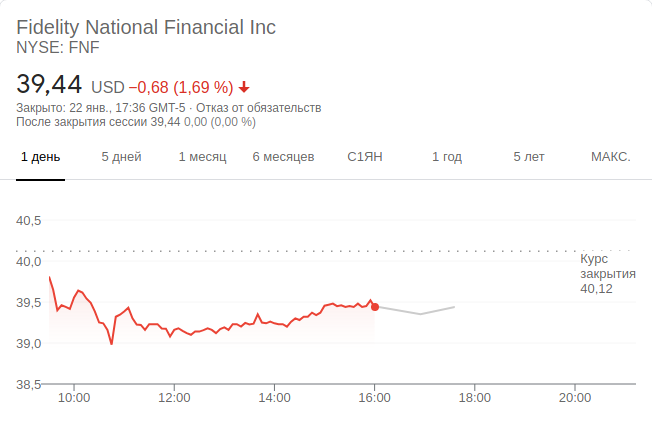 Fidelity National Financial Inc
NYSE: FNF
39,44 USD −0,68 (1,69 %)
Закрыто: 22 янв., 17:36 GMT-5 · Отказ от обязательств
После закрытия сессии 39,44 0,00 (0,00 %)
1 день 5 дней 1 месяц 6 месяцев С1ЯН 1 год 5 лет МАКС.
40,5
40,0
39,5
39,0
38,5
Курс
закрытия
40,12
10:00 12:00 14:00 16:00 18:00 20:00